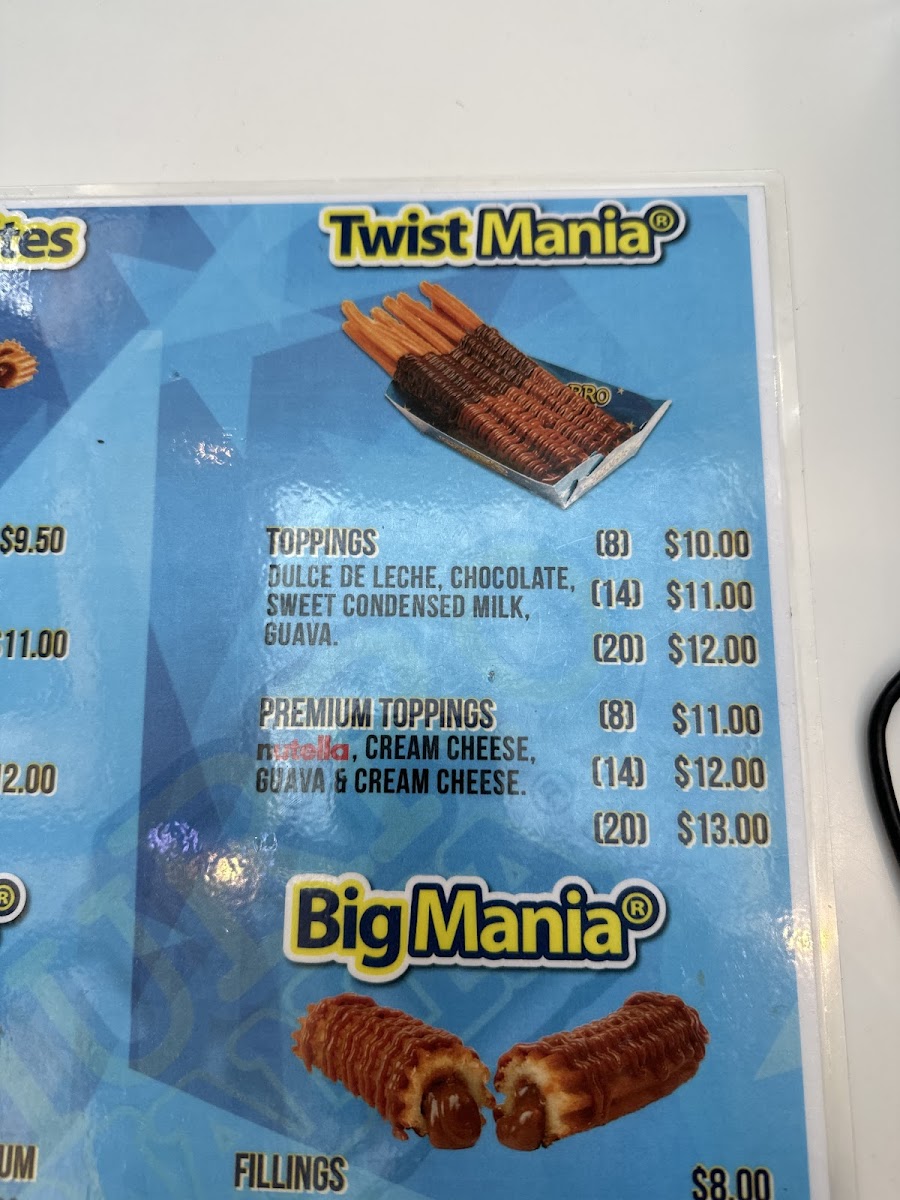 tes
$9.50
11.00
2.00
®
UM
Twist Mania®
RRO
TOPPINGS (8) $10.00
DULCE DE LECHE, CHOCOLATE, (14) $11.00
SWEET CONDENSED MILK,
GUAVA. (20) $12.00
PREMIUM TOPPINGS (8) $11.00
nutella, CREAM CHEESE,
GUAVA & CREAM CHEESE. (14) $12.00
(20) $13.00
Big Mania®
FILLINGS $8.00